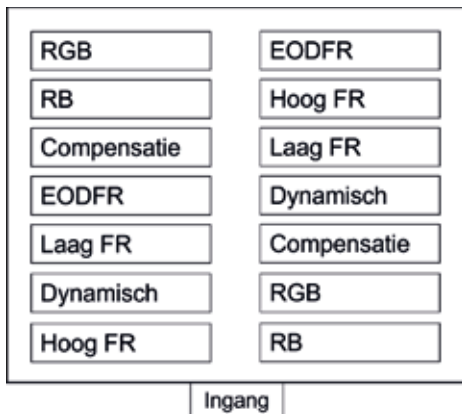 RGB
RB
Compensatie
EODFR
Laag FR
Dynamisch
Hoog FR
EODFR
Hoog FR
Laag FR
Dynamisch
Compensatie
RGB
RB
Ingang